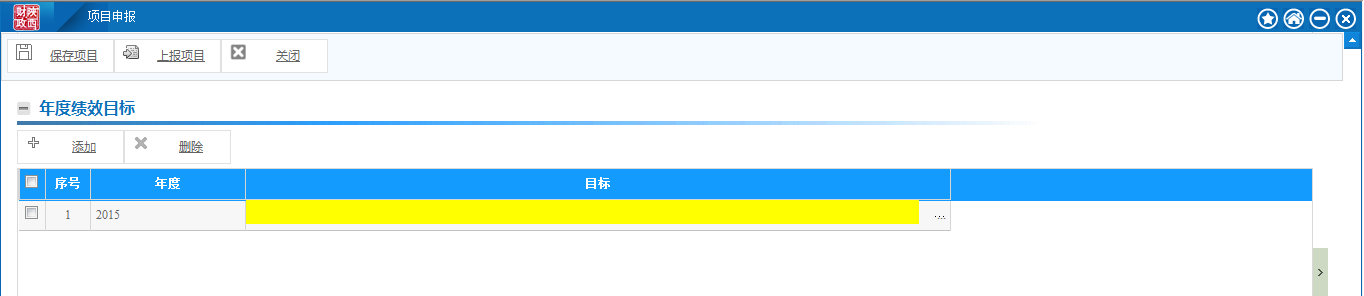 财陕
政西
项目申报
保存项目 上报项目 关闭
年度绩效目标
添加 删除
序号 年度 目标
1 2015 ...